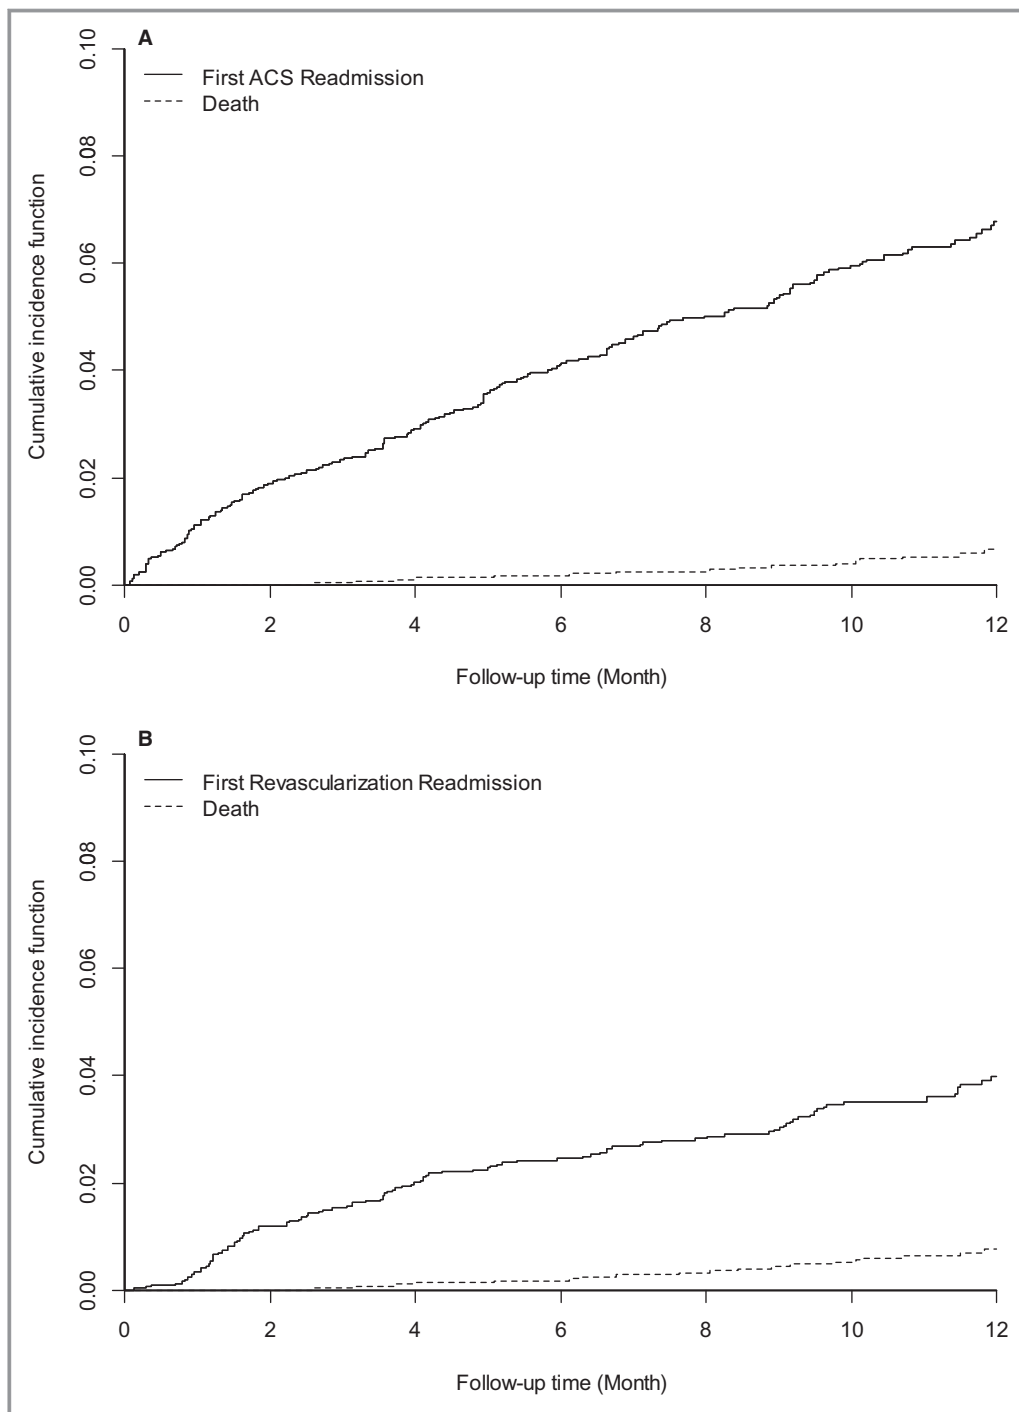 A
First ACS Readmission
Death
Cumulative incidence function
0.00 0.02 0.04 0.06 0.08 0.10
0 2 4 6 8 10 12
Follow-up time (Month)
B
First Revascularization Readmission
Death
Cumulative incidence function
0.00 0.02 0.04 0.06 0.08 0.10
0 2 4 6 8 10 12
Follow-up time (Month)